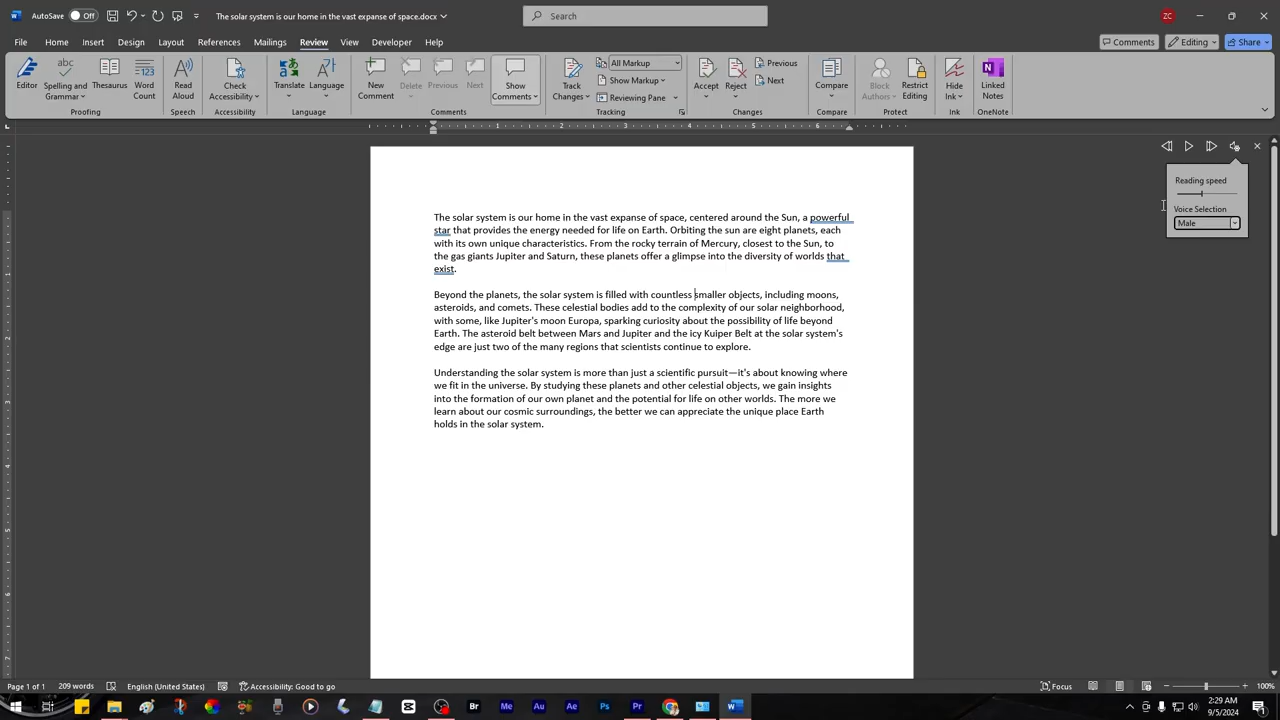 AutoSave Off The solar system is our home in the vast expanse of space.docx Search ZC
File Home Insert Design Layout References Mailings Review View Developer Help Comments Editing Share
Editor Spelling and Grammar Thesaurus Word Count Read Aloud Check Accessibility Translate Language New Comment Delete Previous Next Show Comments Track Changes All Markup Show Markup Reviewing Pane Accept Reject Previous Next Compare Block Authors Restrict Editing Hide Ink Linked Notes
Proofing Speech Accessibility Language Comments Tracking Changes Compare Protect Ink OneNote
1 2 3 4 5 6
Reading speed
Voice Selection
Male
The solar system is our home in the vast expanse of space, centered around the Sun, a powerful
star that provides the energy needed for life on Earth. Orbiting the sun are eight planets, each
with its own unique characteristics. From the rocky terrain of Mercury, closest to the Sun, to
the gas giants Jupiter and Saturn, these planets offer a glimpse into the diversity of worlds that
exist.
Beyond the planets, the solar system is filled with countless smaller objects, including moons,
asteroids, and comets. These celestial bodies add to the complexity of our solar neighborhood,
with some, like Jupiter's moon Europa, sparking curiosity about the possibility of life beyond
Earth. The asteroid belt between Mars and Jupiter and the icy Kuiper Belt at the solar system's
edge are just two of the many regions that scientists continue to explore.
Understanding the solar system is more than just a scientific pursuit—it's about knowing where
we fit in the universe. By studying these planets and other celestial objects, we gain insights
into the formation of our own planet and the potential for life on other worlds. The more we
learn about our cosmic surroundings, the better we can appreciate the unique place Earth
holds in the solar system.
Page 1 of 1 209 words English (United States) Accessibility: Good to go Focus 100%
Br Me Au Ae Ps Pr 2:29 AM
9/5/2024